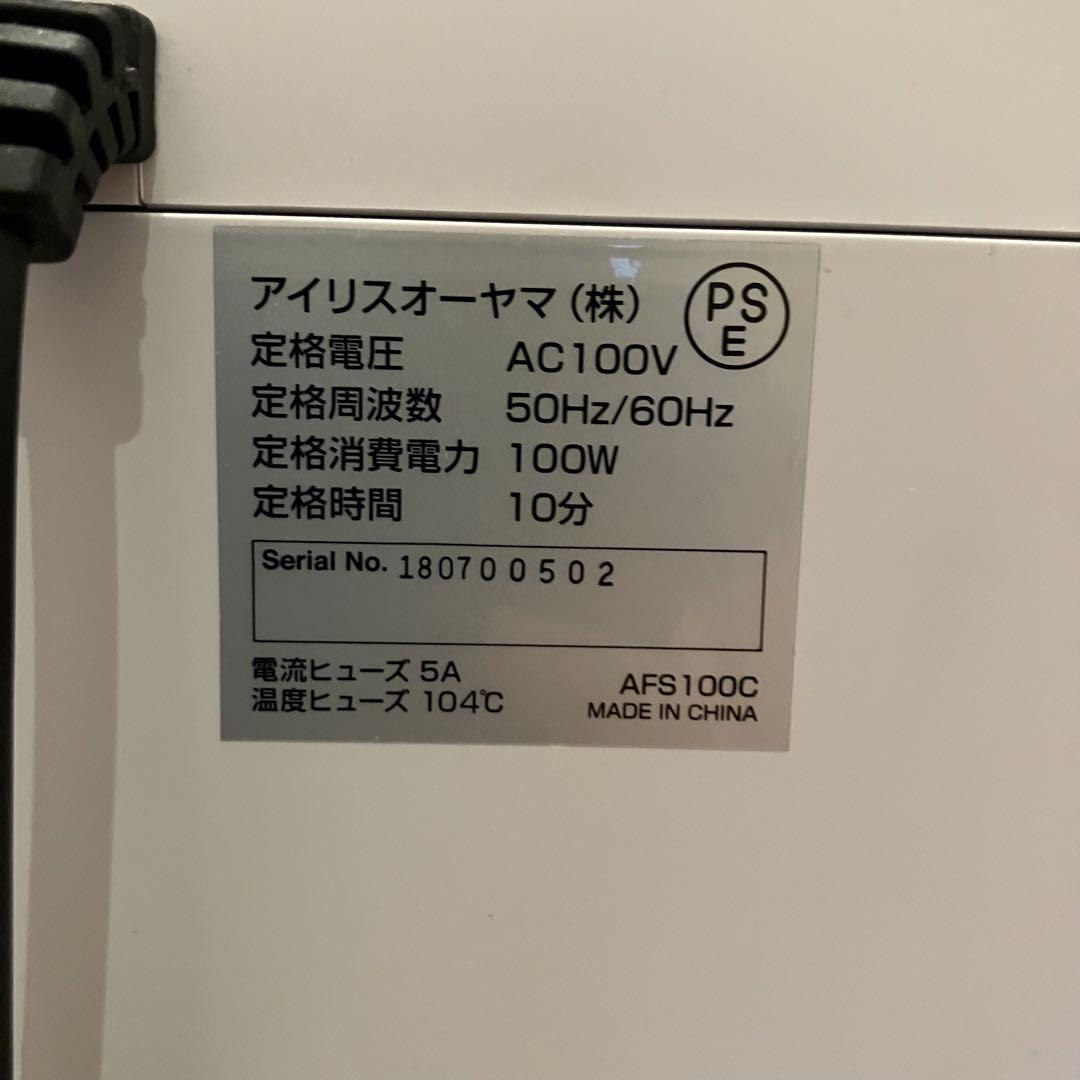 アイリスオーヤマ（株）
PS
E
定格電圧 AC100V
定格周波数 50Hz/60Hz
定格消費電力 100W
定格時間 10分
Serial No. 180700502
電流ヒューズ 5A
温度ヒューズ 104℃
AFS100C
MADE IN CHINA